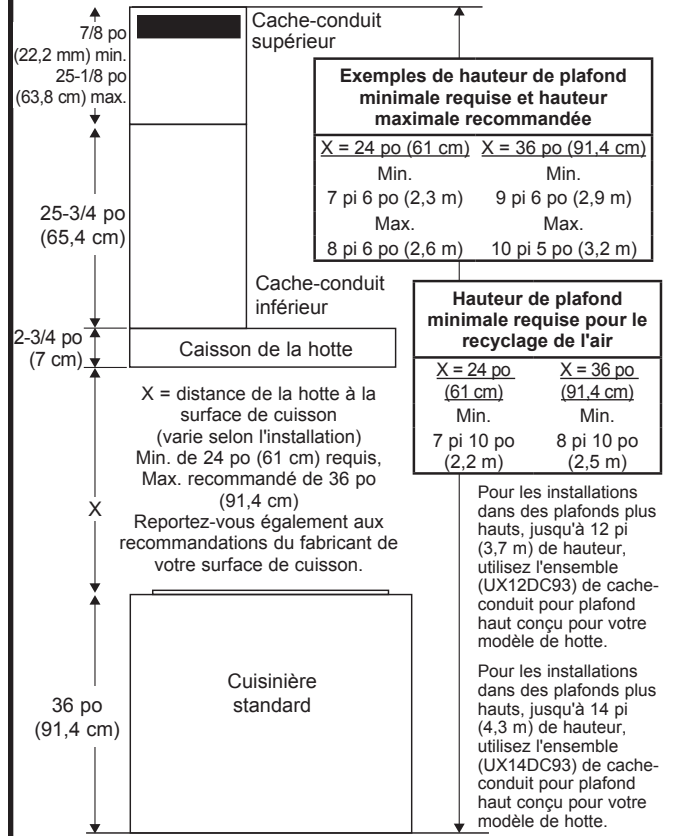 7/8 po
(22,2 mm) min.
25-1/8 po
(63,8 cm) max.
Cache-conduit
supérieur
Exemples de hauteur de plafond
minimale requise et hauteur
maximale recommandée
X = 24 po (61 cm) X = 36 po (91,4 cm)
Min. Min.
7 pi 6 po (2,3 m) 9 pi 6 po (2,9 m)
Max. Max.
8 pi 6 po (2,6 m) 10 pi 5 po (3,2 m)
25-3/4 po
(65,4 cm)
Cache-conduit
inférieur
Hauteur de plafond
minimale requise pour le
recyclage de l'air
X = 24 po X = 36 po
(61 cm) (91,4 cm)
Min. Min.
7 pi 10 po 8 pi 10 po
(2,2 m) (2,5 m)
2-3/4 po
(7 cm)
Caisson de la hotte
X = distance de la hotte à la
surface de cuisson
(varie selon l'installation)
Min. de 24 po (61 cm) requis,
Max. recommandé de 36 po
(91,4 cm)
Reportez-vous également aux
recommandations du fabricant de
votre surface de cuisson.
X
Pour les installations
dans des plafonds plus
hauts, jusqu'à 12 pi
(3,7 m) de hauteur,
utilisez l'ensemble
(UX12DC93) de cache-
conduit pour plafond
haut conçu pour votre
modèle de hotte.
Pour les installations
dans des plafonds plus
hauts, jusqu'à 14 pi
(4,3 m) de hauteur,
utilisez l'ensemble
(UX14DC93) de cache-
conduit pour plafond
haut conçu pour votre
modèle de hotte.
Cuisinière
standard
36 po
(91,4 cm)